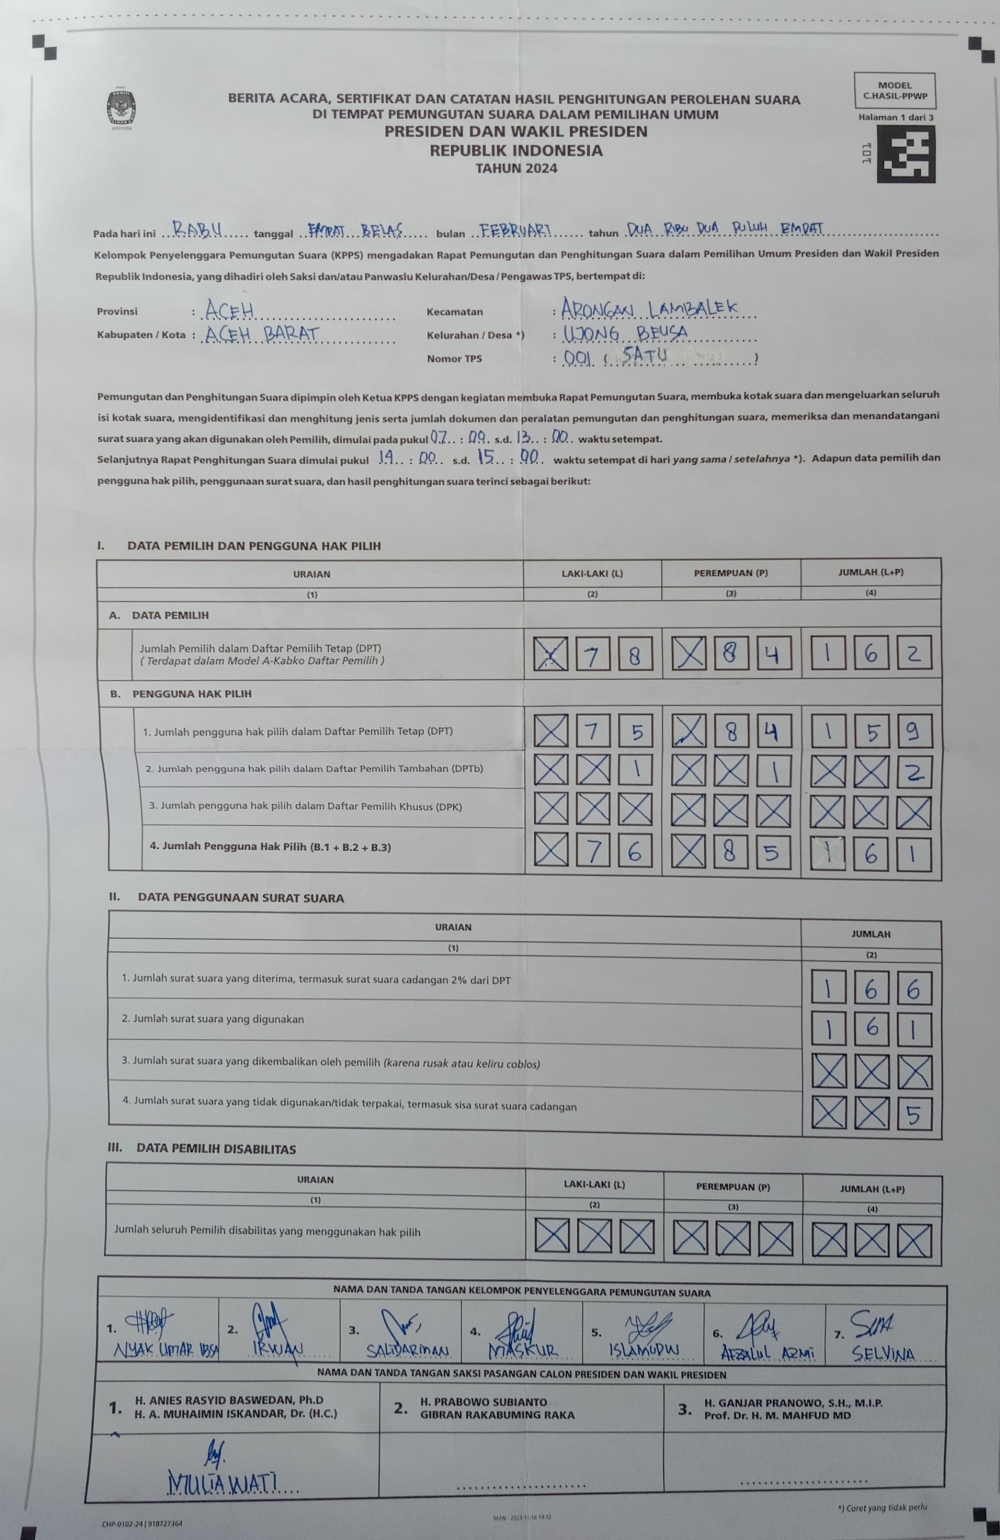 MODEL
C.HASIL-PPWP
BERITA ACARA, SERTIFIKAT DAN CATATAN HASIL PENGHITUNGAN PEROLEHAN SUARA
DI TEMPAT PEMUNGUTAN SUARA DALAM PEMILIHAN UMUM
PRESIDEN DAN WAKIL PRESIDEN
REPUBLIK INDONESIA
TAHUN 2024
Halaman 1 dari 3
101
Pada hari ini RABU tanggal EMPAT BELAS bulan FEBRUARI tahun DUA RIBU DUA PULUH EMPAT
Kelompok Penyelenggara Pemungutan Suara (KPPS) mengadakan Rapat Pemungutan dan Penghitungan Suara dalam Pemilihan Umum Presiden dan Wakil Presiden
Republik Indonesia, yang dihadiri oleh Saksi dan/atau Panwaslu Kelurahan/Desa / Pengawas TPS, bertempat di:
Provinsi : ACEH Kecamatan : ARONGAN LAMBALEK
Kabupaten / Kota : ACEH BARAT Kelurahan / Desa *) : UJONG BEUSA
Nomor TPS : 001 ( SATU )
Pemungutan dan Penghitungan Suara dipimpin oleh Ketua KPPS dengan kegiatan membuka Rapat Pemungutan Suara, membuka kotak suara dan mengeluarkan seluruh
isi kotak suara, mengidentifikasi dan menghitung jenis serta jumlah dokumen dan peralatan pemungutan dan penghitungan suara, memeriksa dan menandatangani
surat suara yang akan digunakan oleh Pemilih, dimulai pada pukul 07 : 00 s.d. 13 : 00 waktu setempat.
Selanjutnya Rapat Penghitungan Suara dimulai pukul 14 : 00 s.d. 15 : 00 waktu setempat di hari yang sama / setelahnya *). Adapun data pemilih dan
pengguna hak pilih, penggunaan surat suara, dan hasil penghitungan suara terinci sebagai berikut:
I. DATA PEMILIH DAN PENGGUNA HAK PILIH
URAIAN LAKI-LAKI (L) PEREMPUAN (P) JUMLAH (L+P)
(1) (2) (3) (4)
A. DATA PEMILIH
Jumlah Pemilih dalam Daftar Pemilih Tetap (DPT)
( Terdapat dalam Model A-Kabko Daftar Pemilih ) X 7 8 X 8 4 1 6 2
B. PENGGUNA HAK PILIH
1. Jumlah pengguna hak pilih dalam Daftar Pemilih Tetap (DPT) X 7 5 X 8 4 1 5 9
2. Jumlah pengguna hak pilih dalam Daftar Pemilih Tambahan (DPTb) X X 1 X X 1 X X 2
3. Jumlah pengguna hak pilih dalam Daftar Pemilih Khusus (DPK) X X X X X X X X X
4. Jumlah Pengguna Hak Pilih (B.1 + B.2 + B.3) X 7 6 X 8 5 1 6 1
II. DATA PENGGUNAAN SURAT SUARA
URAIAN JUMLAH
(1) (2)
1. Jumlah surat suara yang diterima, termasuk surat suara cadangan 2% dari DPT 1 6 6
2. Jumlah surat suara yang digunakan 1 6 1
3. Jumlah surat suara yang dikembalikan oleh pemilih (karena rusak atau keliru coblos) X X X
4. Jumlah surat suara yang tidak digunakan/tidak terpakai, termasuk sisa surat suara cadangan X X 5
III. DATA PEMILIH DISABILITAS
URAIAN LAKI-LAKI (L) PEREMPUAN (P) JUMLAH (L+P)
(1) (2) (3) (4)
Jumlah seluruh Pemilih disabilitas yang menggunakan hak pilih X X X X X X X X X
NAMA DAN TANDA TANGAN KELOMPOK PENYELENGGARA PEMUNGUTAN SUARA
1. 2. 3. 4. 5. 6. 7.
NYAK UMAR IRWAN SALIDARMAN MASKUR ISLAMUDIN AFZALUL AZMI SELVINA
NAMA DAN TANDA TANGAN SAKSI PASANGAN CALON PRESIDEN DAN WAKIL PRESIDEN
1. H. ANIES RASYID BASWEDAN, Ph.D
H. A. MUHAIMIN ISKANDAR, Dr. (H.C.)
2. H. PRABOWO SUBIANTO
GIBRAN RAKABUMING RAKA
3. H. GANJAR PRANOWO, S.H., M.I.P.
Prof. Dr. H. M. MAHFUD MD
MULIAWATI
*) Coret yang tidak perlu
CHP-0102-24 | 918727364